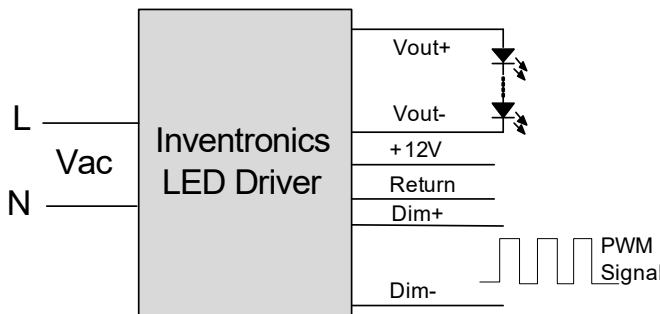 L
Vac
N
Inventronics
LED Driver
Vout+
Vout-
+12V
Return
Dim+
Dim-
PWM
Signal